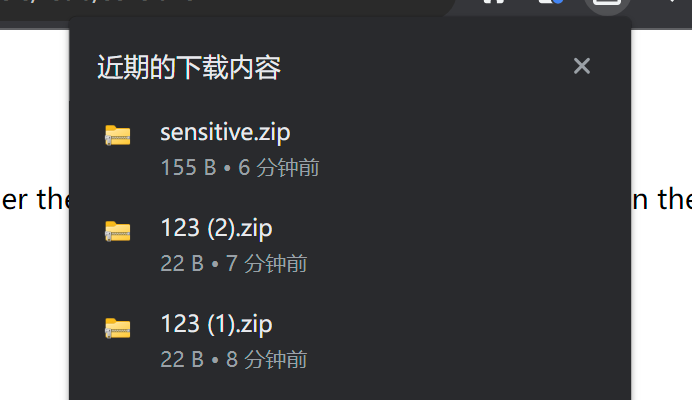 近期的下载内容
sensitive.zip
155 B • 6 分钟前
er the
n the
123 (2).zip
22 B • 7 分钟前
123 (1).zip
22 B • 8 分钟前